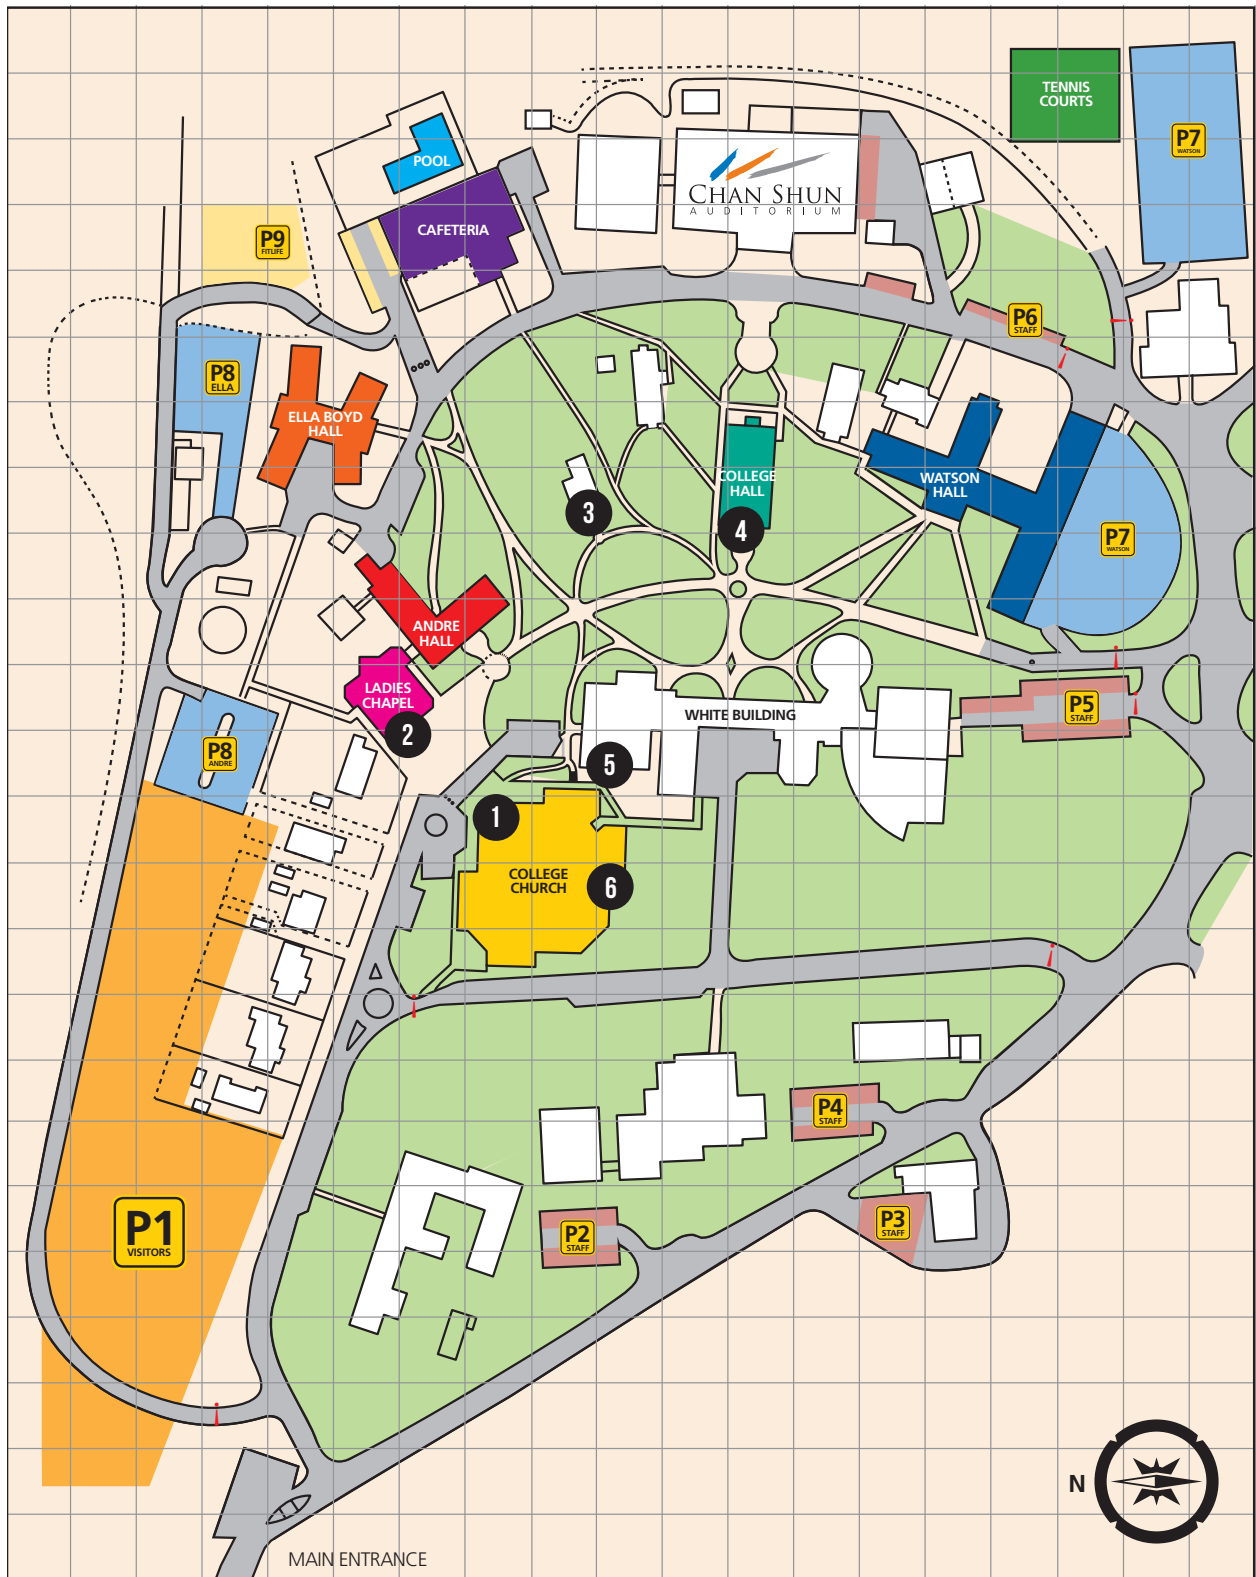 TENNIS
COURTS
P7
WATSON
POOL
CHAN SHUN
AUDITORIUM
CAFETERIA
P9
FITLIFE
P6
STAFF
P8
ELLA
ELLA BOYD
HALL
COLLEGE
HALL
WATSON
HALL
3
4
P7
WATSON
ANDRE
HALL
LADIES
CHAPEL
2
WHITE BUILDING
P5
STAFF
P8
ANDRE
5
1
COLLEGE
CHURCH
6
P4
STAFF
P1
VISITORS
P2
STAFF
P3
STAFF
N
MAIN ENTRANCE